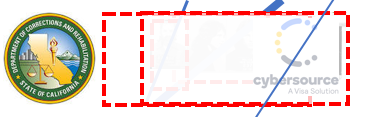 DEPARTMENT OF CORRECTIONS AND REHABILITATION
STATE OF CALIFORNIA
cybersource
A Visa Solution